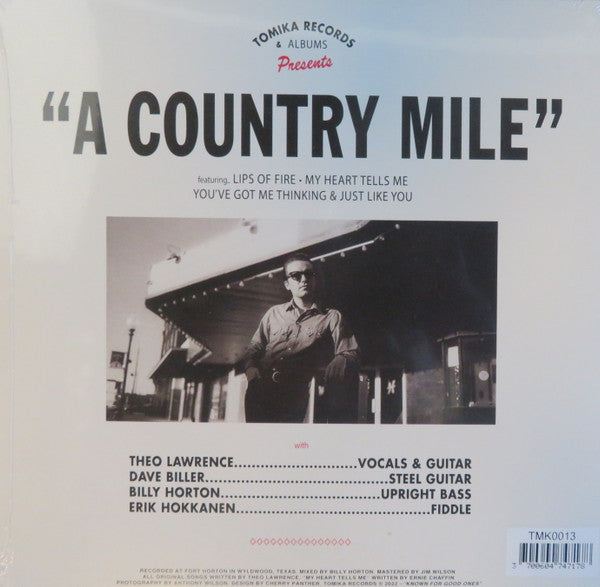 TOMIKA RECORDS
& ALBUMS
Presents
"A COUNTRY MILE"
featuring.. LIPS OF FIRE • MY HEART TELLS ME
YOU'VE GOT ME THINKING & JUST LIKE YOU
with
THEO LAWRENCE............................VOCALS & GUITAR
DAVE BILLER.....................................STEEL GUITAR
BILLY HORTON....................................UPRIGHT BASS
ERIK HOKKANEN............................................FIDDLE
RECORDED AT FORT HORTON IN WYLDWOOD, TEXAS. MIXED BY BILLY HORTON. MASTERED BY JIM WILSON
ALL ORIGINAL SONGS WRITTEN BY THEO LAWRENCE. "MY HEART TELLS ME" WRITTEN BY ERNIE CHAFFIN
PHOTOGRAPHY BY ANTHONY WILSON. DESIGN BY CHERRY PANTHER. TOMIKA RECORDS © 2022 - "KNOWN FOR GOOD ONES"
TMK0013
3 700604 747178